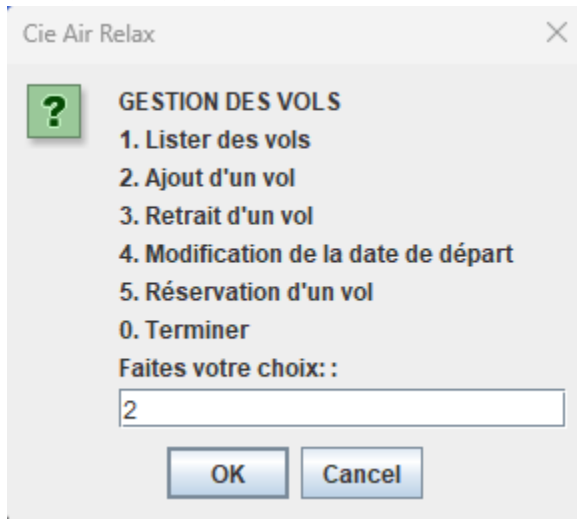 Cie Air Relax
?
GESTION DES VOLS
1. Lister des vols
2. Ajout d'un vol
3. Retrait d'un vol
4. Modification de la date de départ
5. Réservation d'un vol
0. Terminer
Faites votre choix: :
2
OK Cancel